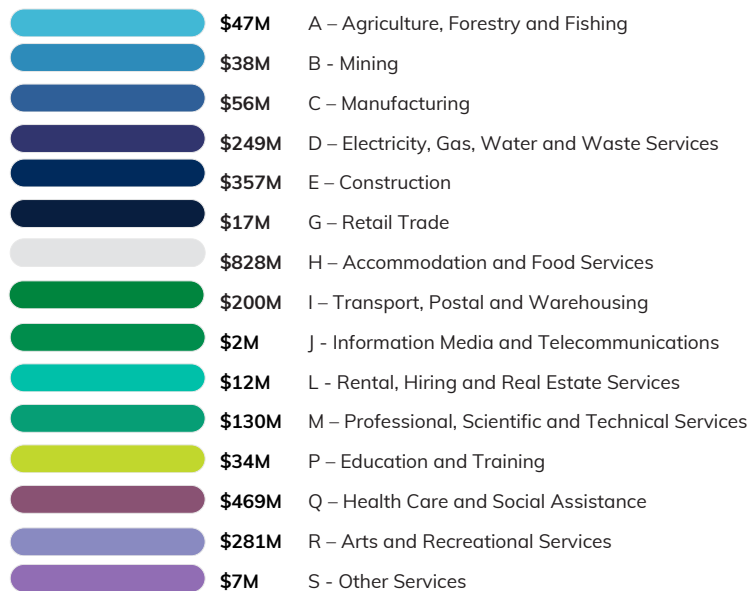 $47M A – Agriculture, Forestry and Fishing
$38M B - Mining
$56M C – Manufacturing
$249M D – Electricity, Gas, Water and Waste Services
$357M E – Construction
$17M G – Retail Trade
$828M H – Accommodation and Food Services
$200M I – Transport, Postal and Warehousing
$2M J - Information Media and Telecommunications
$12M L - Rental, Hiring and Real Estate Services
$130M M – Professional, Scientific and Technical Services
$34M P – Education and Training
$469M Q – Health Care and Social Assistance
$281M R – Arts and Recreational Services
$7M S - Other Services